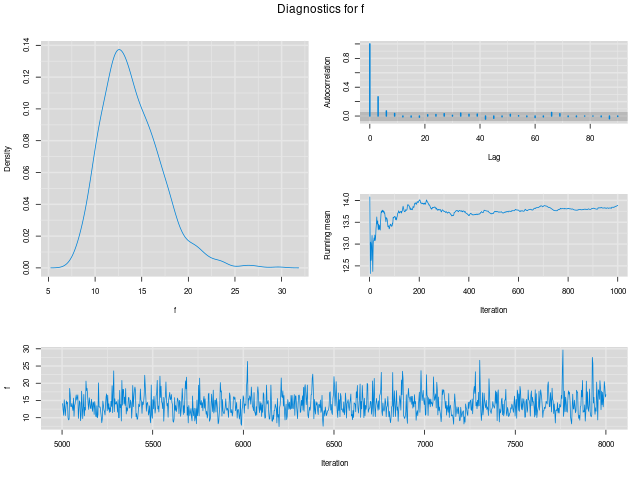 Diagnostics for f
Density
0.00 0.02 0.04 0.06 0.08 0.10 0.12 0.14
5 10 15 20 25 30
f
Autocorrelation
0.0 0.4 0.8
0 20 40 60 80
Lag
Running mean
12.5 13.0 13.5 14.0
0 200 400 600 800 1000
Iteration
f
10 15 20 25 30
5000 5500 6000 6500 7000 7500 8000
Iteration